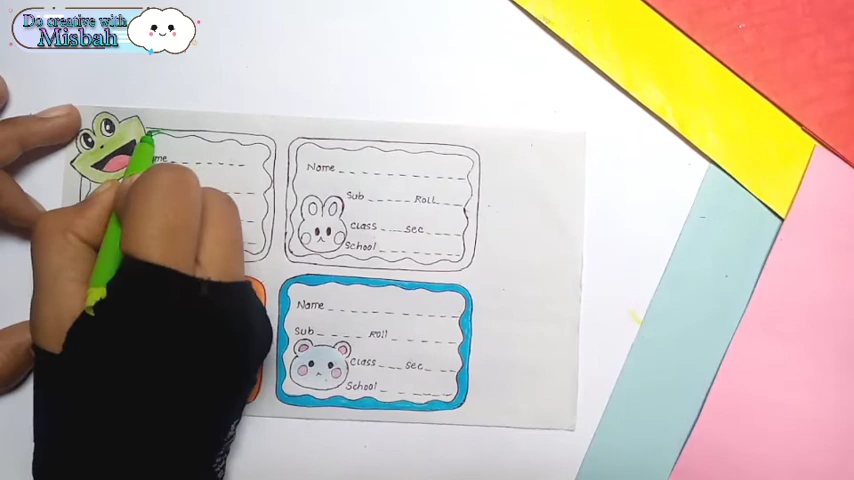 Do creative with
Misbah
me
Name
Sub Roll
Class sec
School
Name
Sub Roll
Class sec
School